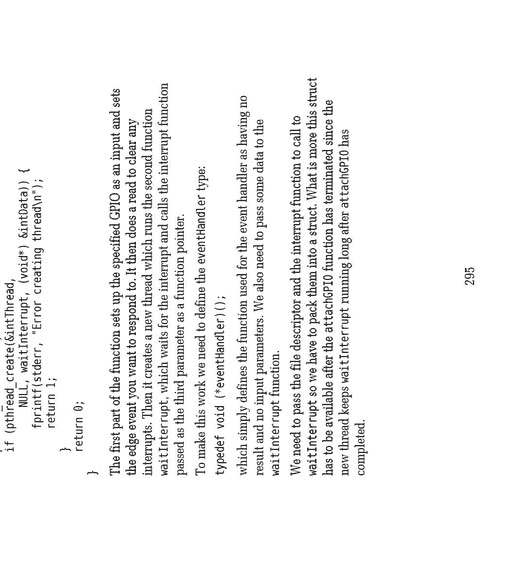 if (pthread_create(&intThread,
NULL, waitInterrupt, (void*) &intData)) {
fprintf(stderr, "Error creating thread\n");
return 1;
}
return 0;
}
The first part of the function sets up the specified GPIO as an input and sets
the edge event you want to respond to. It then does a read to clear any
interrupts. Then it creates a new thread which runs the second function
waitInterrupt, which waits for the interrupt and calls the interrupt function
passed as the third parameter as a function pointer.
To make this work we need to define the eventHandler type:
typedef void (*eventHandler)();
which simply defines the function used for the event handler as having no
result and no input parameters. We also need to pass some data to the
waitInterrupt function.
We need to pass the file descriptor and the interrupt function to call to
waitInterrupt so we have to pack them into a struct. What is more this struct
has to be available after the attachGPIO function has terminated since the
new thread keeps waitInterrupt running long after attachGPIO has
completed.
295